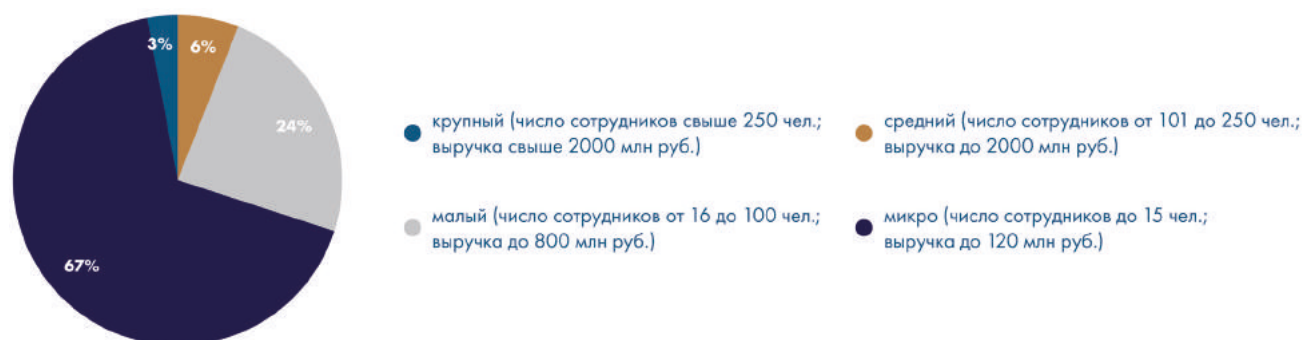 3%
6%
24%
67%
крупный (число сотрудников свыше 250 чел.;
выручка свыше 2000 млн руб.)
средний (число сотрудников от 101 до 250 чел.;
выручка до 2000 млн руб.)
малый (число сотрудников от 16 до 100 чел.;
выручка до 800 млн руб.)
микро (число сотрудников до 15 чел.;
выручка до 120 млн руб.)